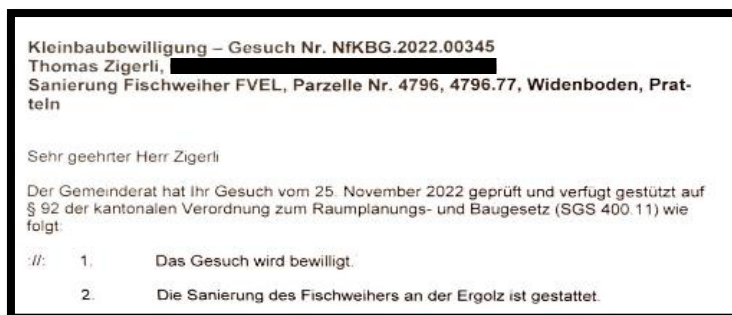 Kleinbaubewilligung – Gesuch Nr. NfKBG.2022.00345
Thomas Zigerli,
Sanierung Fischweiher FVEL, Parzelle Nr. 4796, 4796.77, Widenboden, Prat-
teln
Sehr geehrter Herr Zigerli
Der Gemeinderat hat Ihr Gesuch vom 25. November 2022 geprüft und verfügt gestützt auf
§ 92 der kantonalen Verordnung zum Raumplanungs- und Baugesetz (SGS 400.11) wie
folgt:
://: 1. Das Gesuch wird bewilligt.
2. Die Sanierung des Fischweihers an der Ergolz ist gestattet.